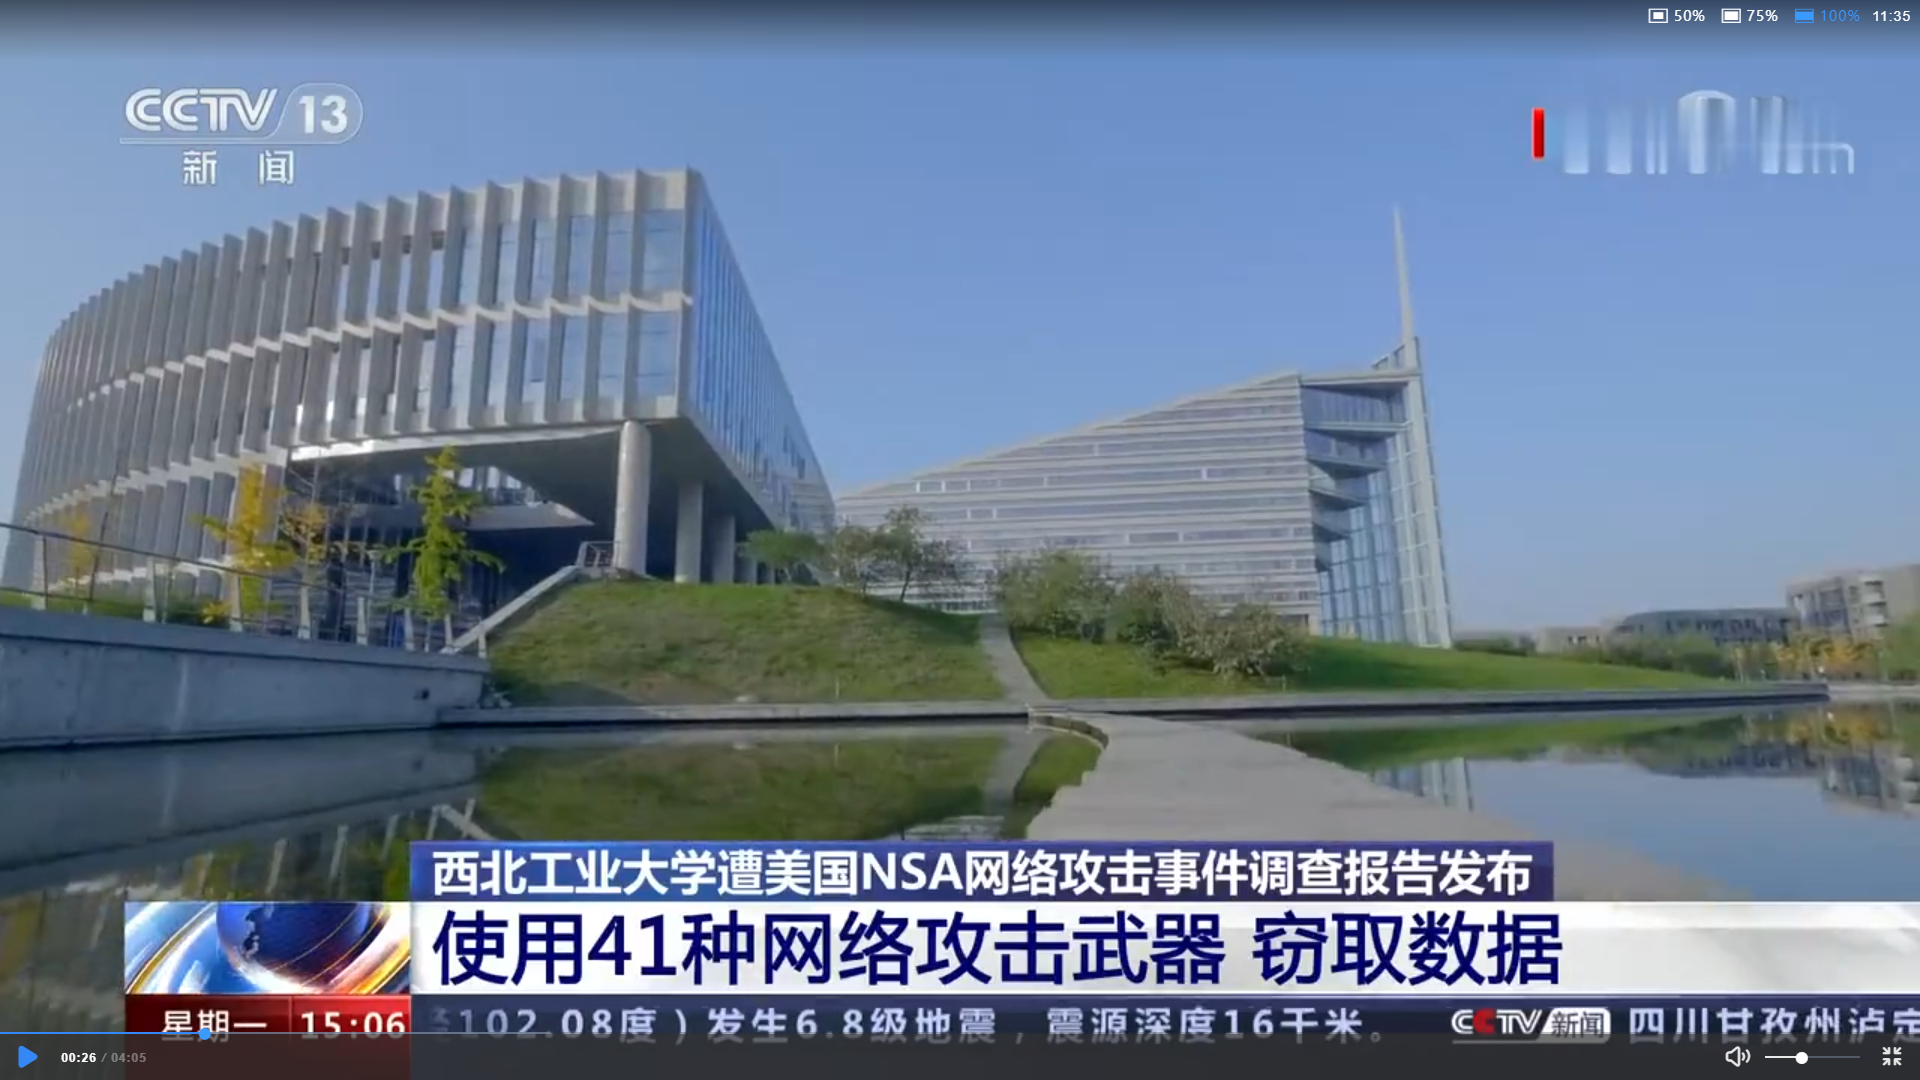 50% 75% 100% 11:35
CCTV 13
新闻
西北工业大学遭美国NSA网络攻击事件调查报告发布
使用41种网络攻击武器 窃取数据
星期一 15:06
102.08度）发生6.8级地震，震源深度16千米。 CCTV新闻 四川甘孜州泸定
00:26 / 04:05